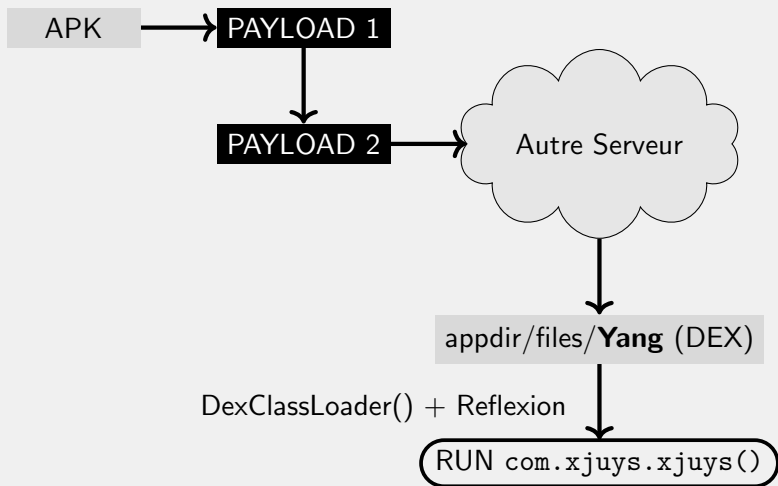 APK
PAYLOAD 1
PAYLOAD 2
Autre Serveur
appdir/files/Yang (DEX)
DexClassLoader() + Reflexion
RUN com.xjuys.xjuys()